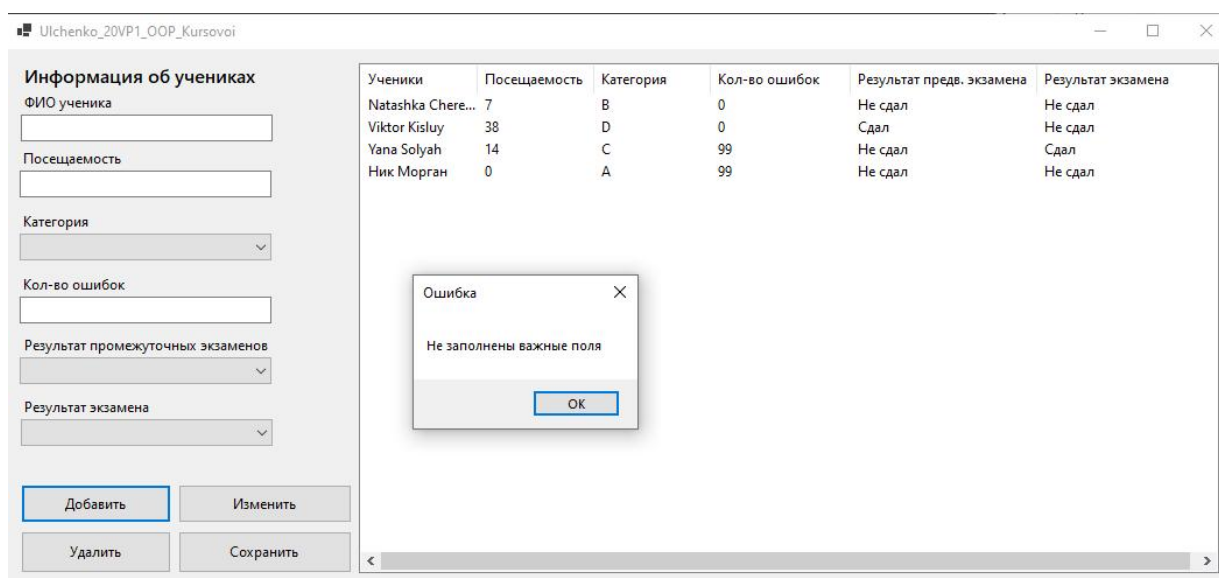 Ulchenko_20VP1_OOP_Kursovoi
Информация об учениках
ФИО ученика
Посещаемость
Категория
Кол-во ошибок
Результат промежуточных экзаменов
Результат экзамена
Добавить Изменить
Удалить Сохранить
Ученики Посещаемость Категория Кол-во ошибок Результат предв. экзамена Результат экзамена
Natashka Chere... 7 B 0 Не сдал Не сдал
Viktor Kisluy 38 D 0 Сдал Не сдал
Yana Solyah 14 C 99 Не сдал Сдал
Ник Морган 0 A 99 Не сдал Не сдал
Ошибка
Не заполнены важные поля
OK